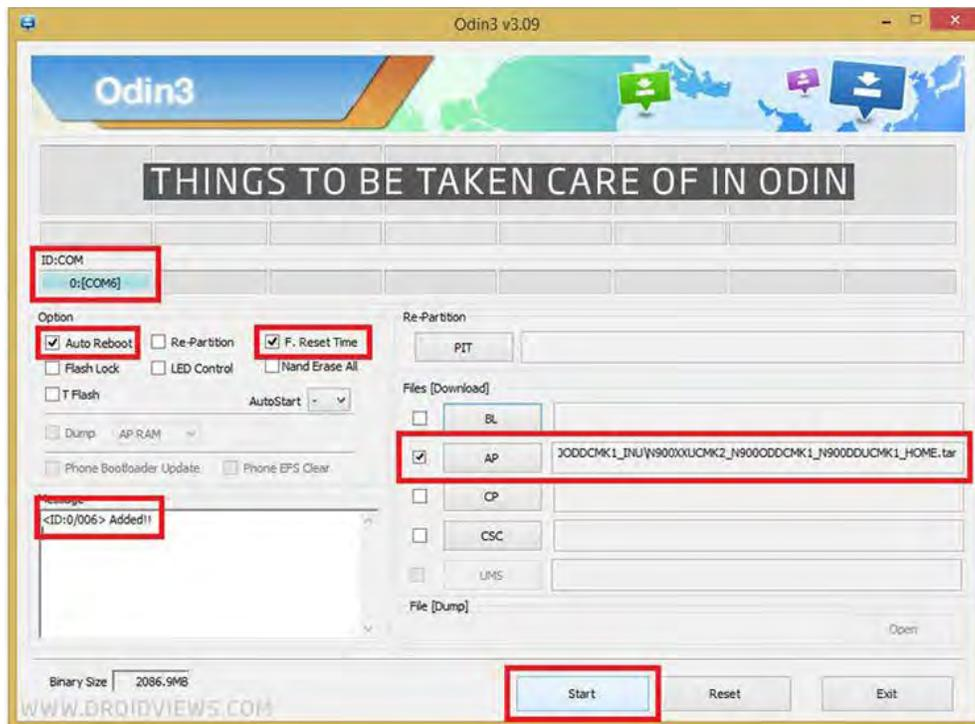 Odin3 v3.09
Odin3
THINGS TO BE TAKEN CARE OF IN ODIN
ID:COM
0:[COM6]
Option
Auto Reboot Re-Partition F. Reset Time
Flash Lock LED Control Nand Erase All
T Flash AutoStart -
Dump AP RAM
Phone Bootloader Update Phone EFS Clear
Message
<ID:0/006> Added!!
Re-Partition
PIT
Files [Download]
BL
AP JODDCMK1_INU\N900XXUCMK2_N900ODDCMK1_N900DDUCMK1_HOME.tar
CP
CSC
UMS
File [Dump]
Open
Binary Size 2086.9MB
Start Reset Exit
WWW.DROIDVIEWS.COM